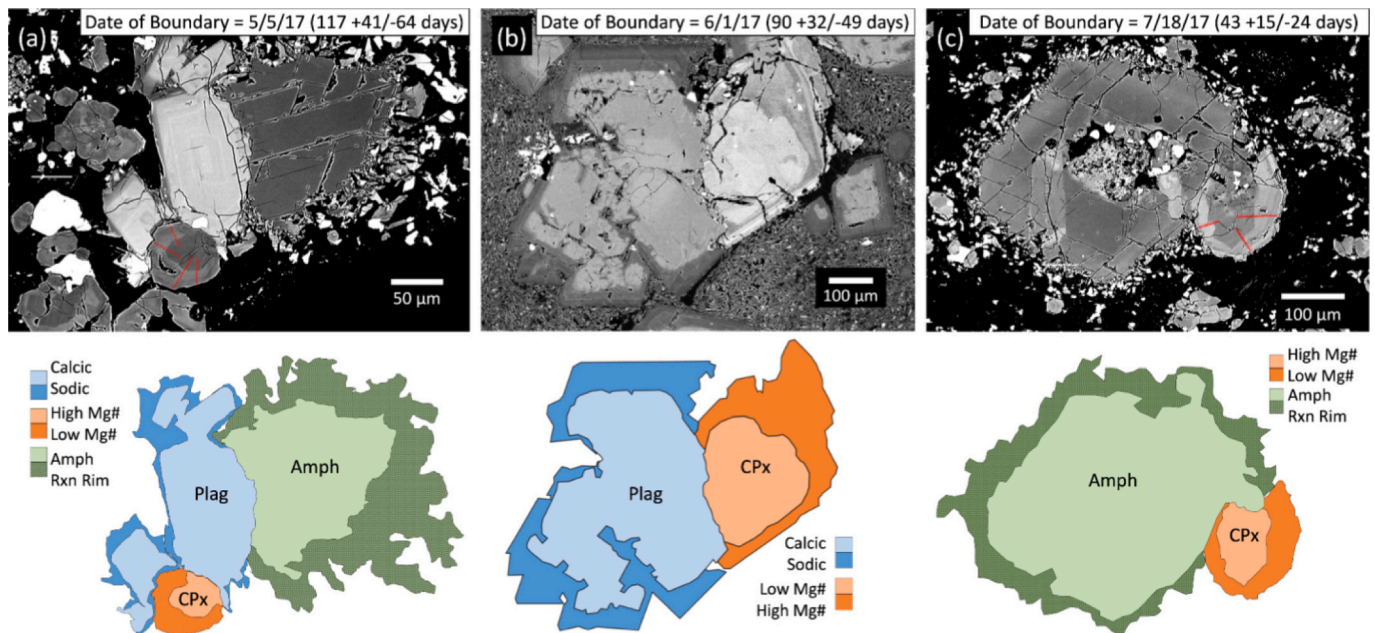 (a)
Date of Boundary = 5/5/17 (117 +41/-64 days)
50 μm
(b)
Date of Boundary = 6/1/17 (90 +32/-49 days)
100 μm
(c)
Date of Boundary = 7/18/17 (43 +15/-24 days)
100 μm
Calcic
Sodic
High Mg#
Low Mg#
Amph
Rxn Rim
Plag
Amph
CPx
Plag
CPx
Calcic
Sodic
Low Mg#
High Mg#
High Mg#
Low Mg#
Amph
Rxn Rim
Amph
CPx